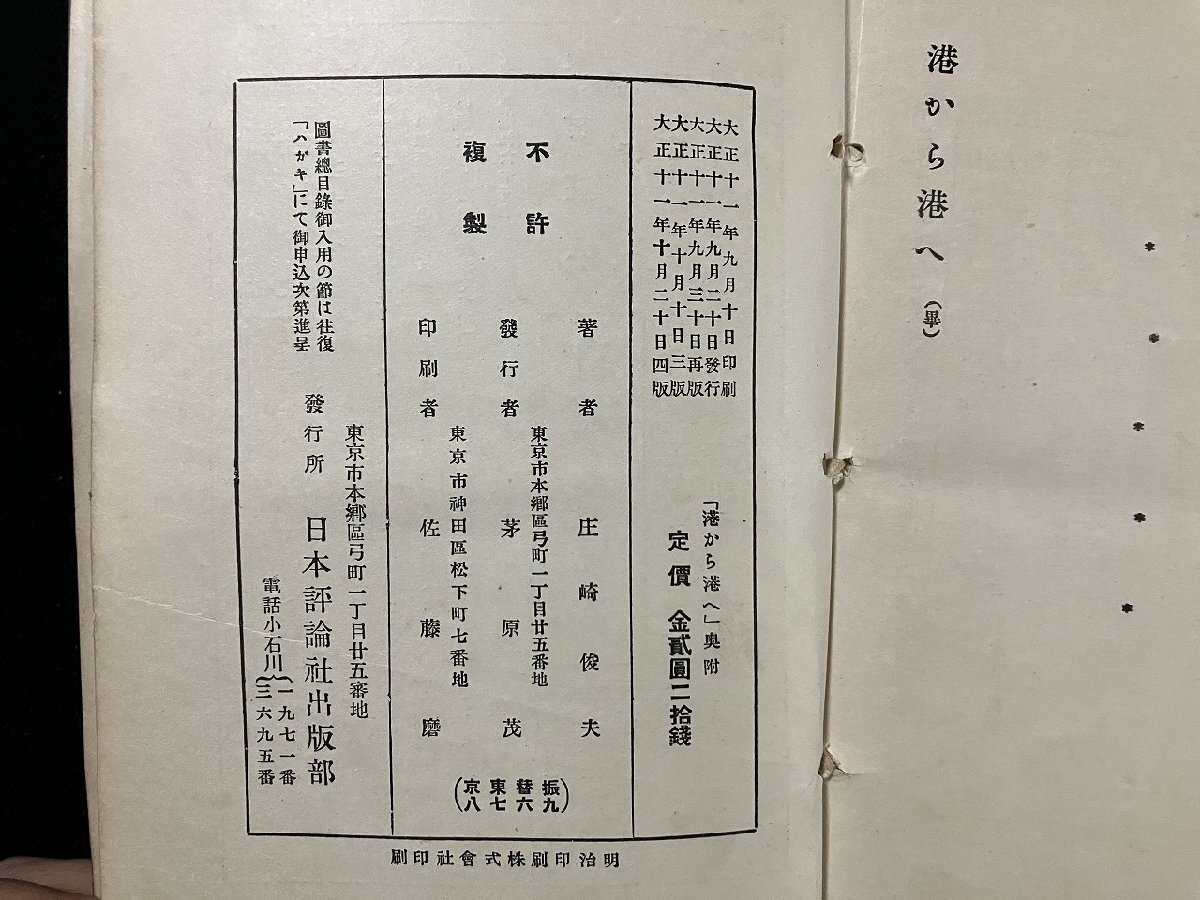 港から港へ（畢）
＊ ＊ ＊ ＊ ＊
大正十一年九月十日印刷
大正十一年九月二十日發行
大正十一年九月三十日再版
大正十一年十月十日三版
大正十一年十月二十日四版
「港から港へ」奥附
定價 金貳圓二拾錢
不許
複製
著者 庄崎俊夫
東京市本郷區弓町一丁目廿五番地
發行者 茅原茂
東京市神田區松下町七番地
印刷者 佐藤磨
（振替東京九六七八）
圖書總目錄御入用の節は往復
「ハガキ」にて御申込次第進呈
東京市本郷區弓町一丁目廿五番地
發行所 日本評論社出版部
電話小石川｛一九七一番
三六九五番
明治印刷株式會社印刷